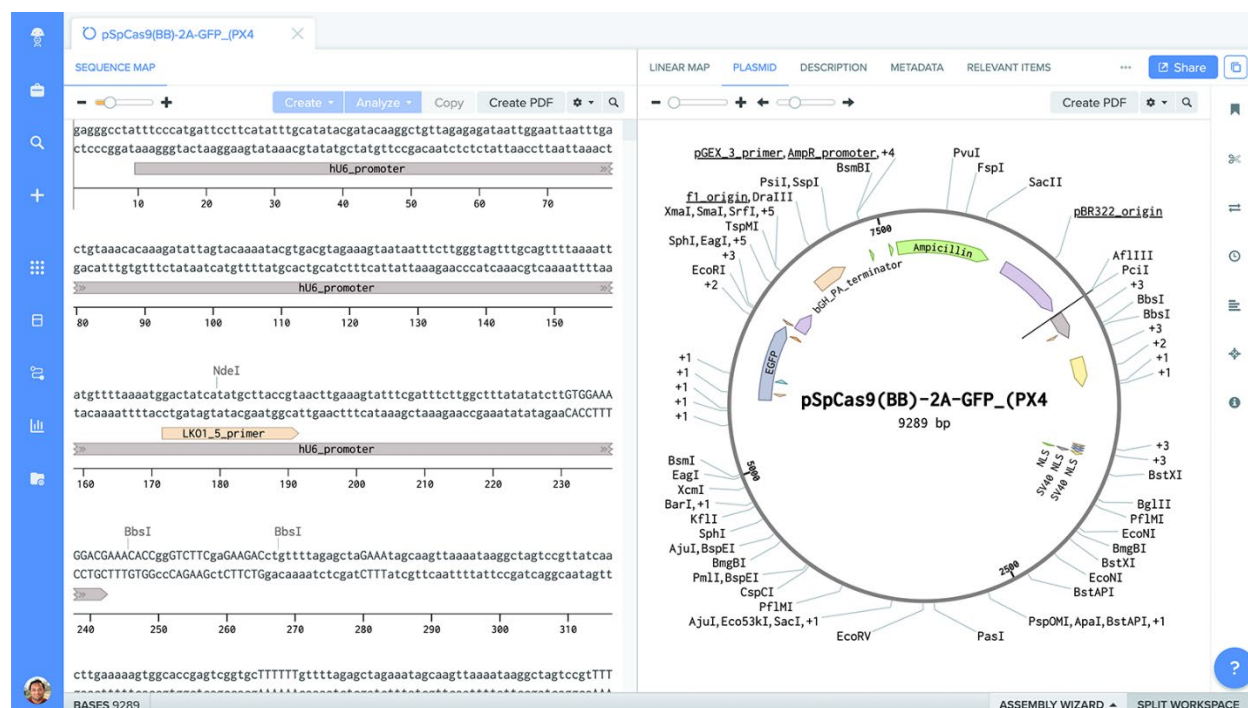 pSpCas9(BB)-2A-GFP_(PX4
SEQUENCE MAP
Create
Analyze
Copy
Create PDF
gagggcctatttcccatgattccttcatatttgcatatacgatacaaggctgttagagagataattggaattaatttga
ctcccggataaagggtactaaggaagtataaacgtatatgctatgttccgacaatctctctattaaccttaattaaact
hU6_promoter
10 20 30 40 50 60 70
ctgtaaacacaaagatattagtacaaaatacgtgacgtagaaagtaataatttcttgggtagtttgcagttttaaaatt
gacatttgtgtttctataatcatgttttatgcactgcatctttcattattaaagaacccatcaaacgtcaaaattttaa
hU6_promoter
80 90 100 110 120 130 140 150
NdeI
atgttttaaaatggactatcatatgcttaccgtaacttgaaagtatttcgatttcttggctttatatatcttGTGGAAA
tacaaaattttacctgatagtatacgaatggcattgaactttcataaagctaaagaaccgaaatatatagaaCACCTTT
LKO1_5_primer
hU6_promoter
160 170 180 190 200 210 220 230
BbsI BbsI
GGACGAAACACCggGTCTTCgaGAAGACctgttttagagctaGAAAtagcaagttaaaataaggctagtccgttatcaa
CCTGCTTTGTGGccCAGAAGctCTTCTGgacaaaatctcgatCTTTatcgttcaattttattccgatcaggcaatagtt
240 250 260 270 280 290 300 310
cttgaaaaagtggcaccgagtcggtgcTTTTTTgttttagagctagaaatagcaagttaaaataaggctagtccgtTTT
BASES 9289
LINEAR MAP
PLASMID
DESCRIPTION
METADATA
RELEVANT ITEMS
Share
Create PDF
pGEX_3_primer,AmpR_promoter,+4
BsmBI
PsiI,SspI
f1_origin,DraIII
XmaI,SmaI,SrfI,+5
TspMI
SphI,EagI,+5
+3
EcoRI
+2
+1
+1
+1
+1
BsmI
EagI
XcmI
BarI,+1
KflI
SphI
AjuI,BspEI
BmgBI
PmlI,BspEI
CspCI
PflMI
AjuI,Eco53kI,SacI,+1
EcoRV
PvuI
FspI
SacII
pBR322_origin
AflIII
PciI
+3
BbsI
BbsI
+3
+2
+1
+1
+3
+3
BstXI
BglII
PflMI
EcoNI
BmgBI
BstXI
EcoNI
BstAPI
PspOMI,ApaI,BstAPI,+1
PasI
7500
5000
2500
Ampicillin
bGH_PA_terminator
EGFP
NLS
SV40 NLS
SV40 NLS
pSpCas9(BB)-2A-GFP_(PX4
9289 bp
?
ASSEMBLY WIZARD
SPLIT WORKSPACE